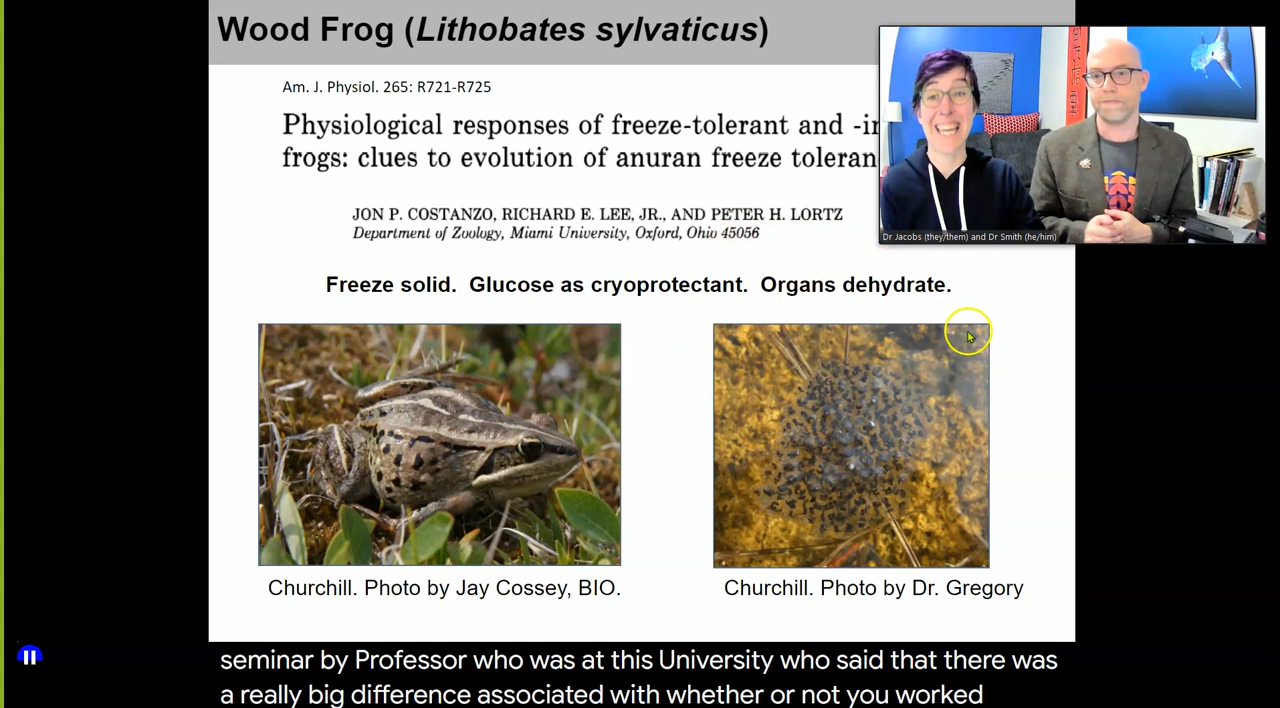 Wood Frog (Lithobates sylvaticus)
Am. J. Physiol. 265: R721-R725
Physiological responses of freeze-tolerant and
frogs: clues to evolution of anuran freeze
JON P. COSTANZO, RICHARD E. LEE, JR., AND PETER H. LORTZ
Department of Zoology, Miami University, Oxford, Ohio 45056
Dr Jacobs (they/them) and Dr Smith (he/him)
Freeze solid. Glucose as cryoprotectant. Organs dehydrate.
Churchill. Photo by Jay Cossey, BIO.
Churchill. Photo by Dr. Gregory
seminar by Professor who was at this University who said that there was
a really big difference associated with whether or not you worked